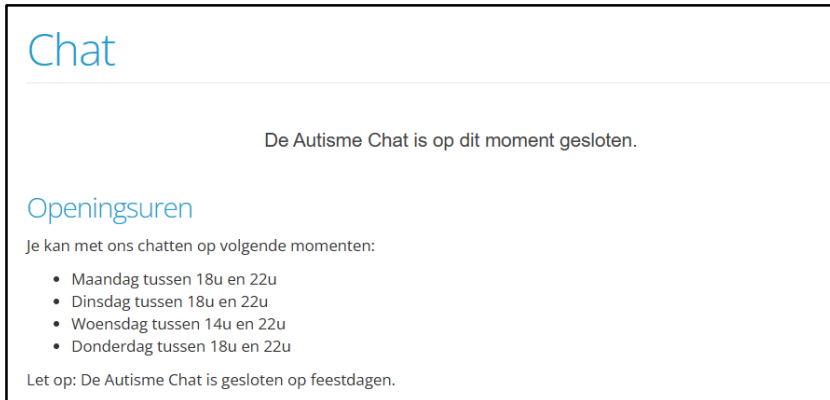 Chat
De Autisme Chat is op dit moment gesloten.
Openingsuren
Je kan met ons chatten op volgende momenten:
• Maandag tussen 18u en 22u
• Dinsdag tussen 18u en 22u
• Woensdag tussen 14u en 22u
• Donderdag tussen 18u en 22u
Let op: De Autisme Chat is gesloten op feestdagen.